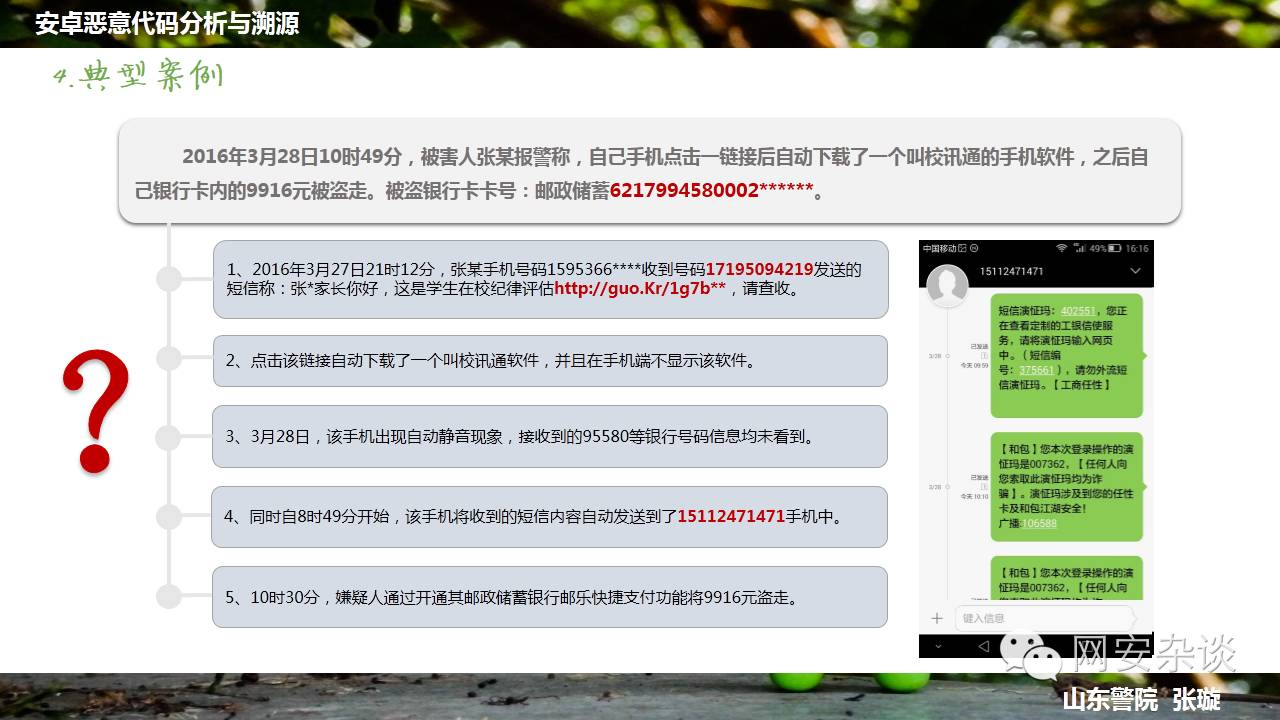 安卓恶意代码分析与溯源
4.典型案例
2016年3月28日10时49分，被害人张某报警称，自己手机点击一链接后自动下载了一个叫校讯通的手机软件，之后自
己银行卡内的9916元被盗走。被盗银行卡卡号：邮政储蓄6217994580002******。
1、2016年3月27日21时12分，张某手机号码1595366****收到号码17195094219发送的
短信称：张*家长你好，这是学生在校纪律评估http://guo.Kr/1g7b**，请查收。
2、点击该链接自动下载了一个叫校讯通软件，并且在手机端不显示该软件。
3、3月28日，该手机出现自动静音现象，接收到的95580等银行号码信息均未看到。
4、同时自8时49分开始，该手机将收到的短信内容自动发送到了15112471471手机中。
5、10时30分，嫌疑人通过开通其邮政储蓄银行邮乐快捷支付功能将9916元盗走。
中国移动 49% 16:16
15112471471
短信演怔玛：402551，您正
在查看定制的工银信使服
务，请将演怔玛输入网页
中。（短信编
号：375661），请勿外流短
信演怔玛。【工商任性】
已发送
3/28
今天 09:59
【和包】您本次登录操作的演
怔玛是007362，【任何人向
您索取此演怔玛均为诈
骗】。演怔玛涉及到您的任性
卡及和包江湖安全!
广播:106588
已发送
3/28
今天 10:10
【和包】您本次登录操作的演
怔玛是007362，【任何人向
键入信息
网安杂谈
山东警院 张璇